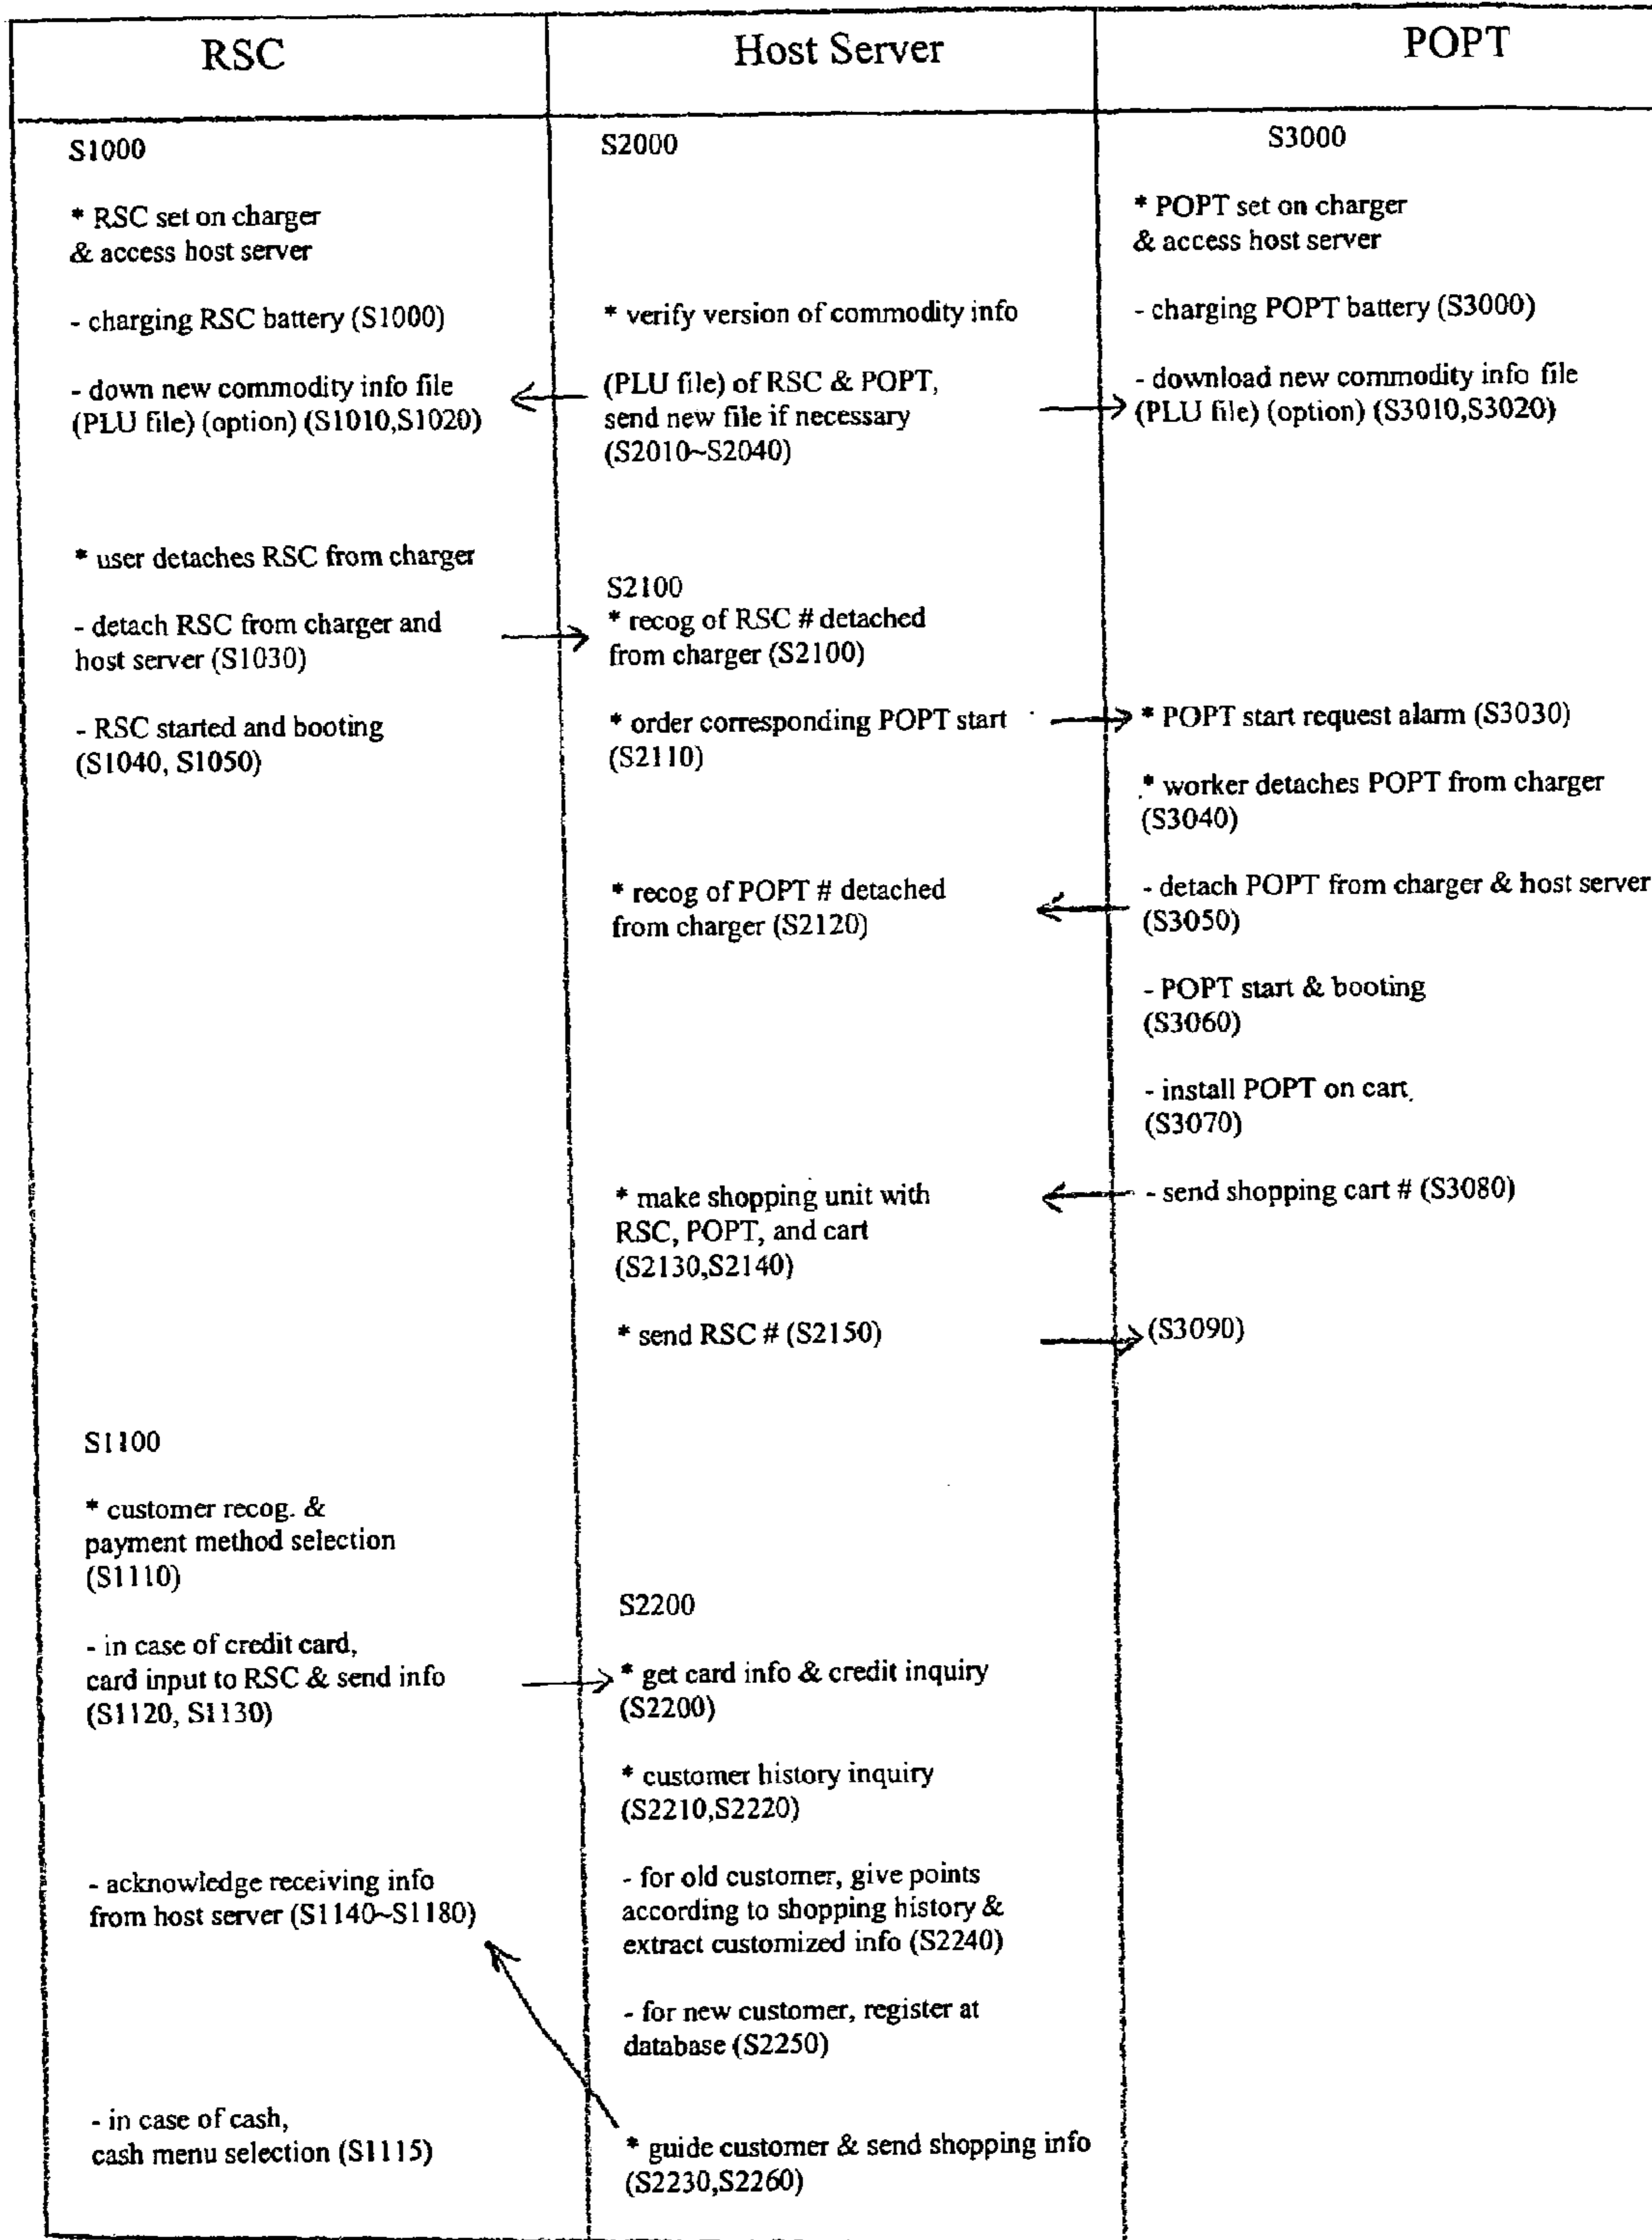 RSC
Host Server
POPT
S1000
* RSC set on charger
& access host server
- charging RSC battery (S1000)
- down new commodity info file
(PLU file) (option) (S1010,S1020)
* user detaches RSC from charger
- detach RSC from charger and
host server (S1030)
- RSC started and booting
(S1040, S1050)
S1100
* customer recog. &
payment method selection
(S1110)
- in case of credit card,
card input to RSC & send info
(S1120, S1130)
- acknowledge receiving info
from host server (S1140~S1180)
- in case of cash,
cash menu selection (S1115)
S2000
* verify version of commodity info
(PLU file) of RSC & POPT,
send new file if necessary
(S2010~S2040)
S2100
* recog of RSC # detached
from charger (S2100)
* order corresponding POPT start
(S2110)
* recog of POPT # detached
from charger (S2120)
* make shopping unit with
RSC, POPT, and cart
(S2130,S2140)
* send RSC # (S2150)
S2200
* get card info & credit inquiry
(S2200)
* customer history inquiry
(S2210,S2220)
- for old customer, give points
according to shopping history &
extract customized info (S2240)
- for new customer, register at
database (S2250)
* guide customer & send shopping info
(S2230,S2260)
S3000
* POPT set on charger
& access host server
- charging POPT battery (S3000)
- download new commodity info file
(PLU file) (option) (S3010,S3020)
* POPT start request alarm (S3030)
* worker detaches POPT from charger
(S3040)
- detach POPT from charger & host server
(S3050)
- POPT start & booting
(S3060)
- install POPT on cart
(S3070)
- send shopping cart # (S3080)
(S3090)